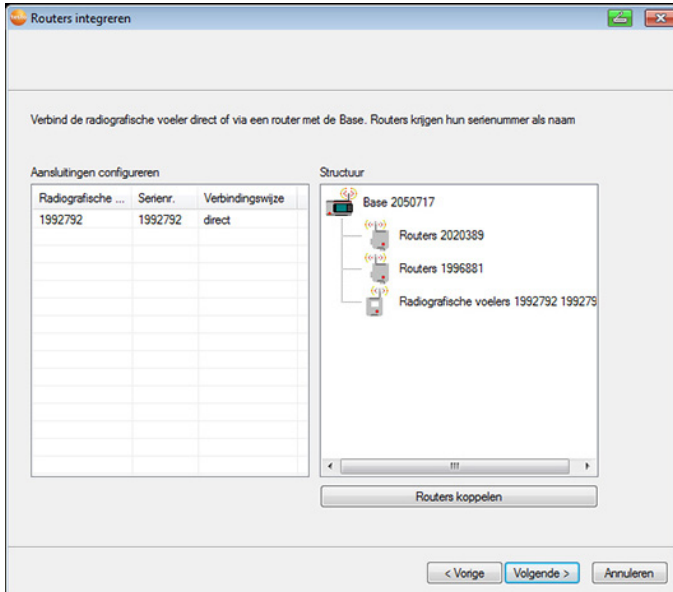 Routers integreren
Verbind de radiografische voeler direct of via een router met de Base. Routers krijgen hun serienummer als naam
Aansluitingen configureren
Radiografische ... Serienr. Verbindingswijze
1992792 1992792 direct
Structuur
Base 2050717
Routers 2020389
Routers 1996881
Radiografische voelers 1992792 199279
Routers koppelen
< Vorige Volgende > Annuleren